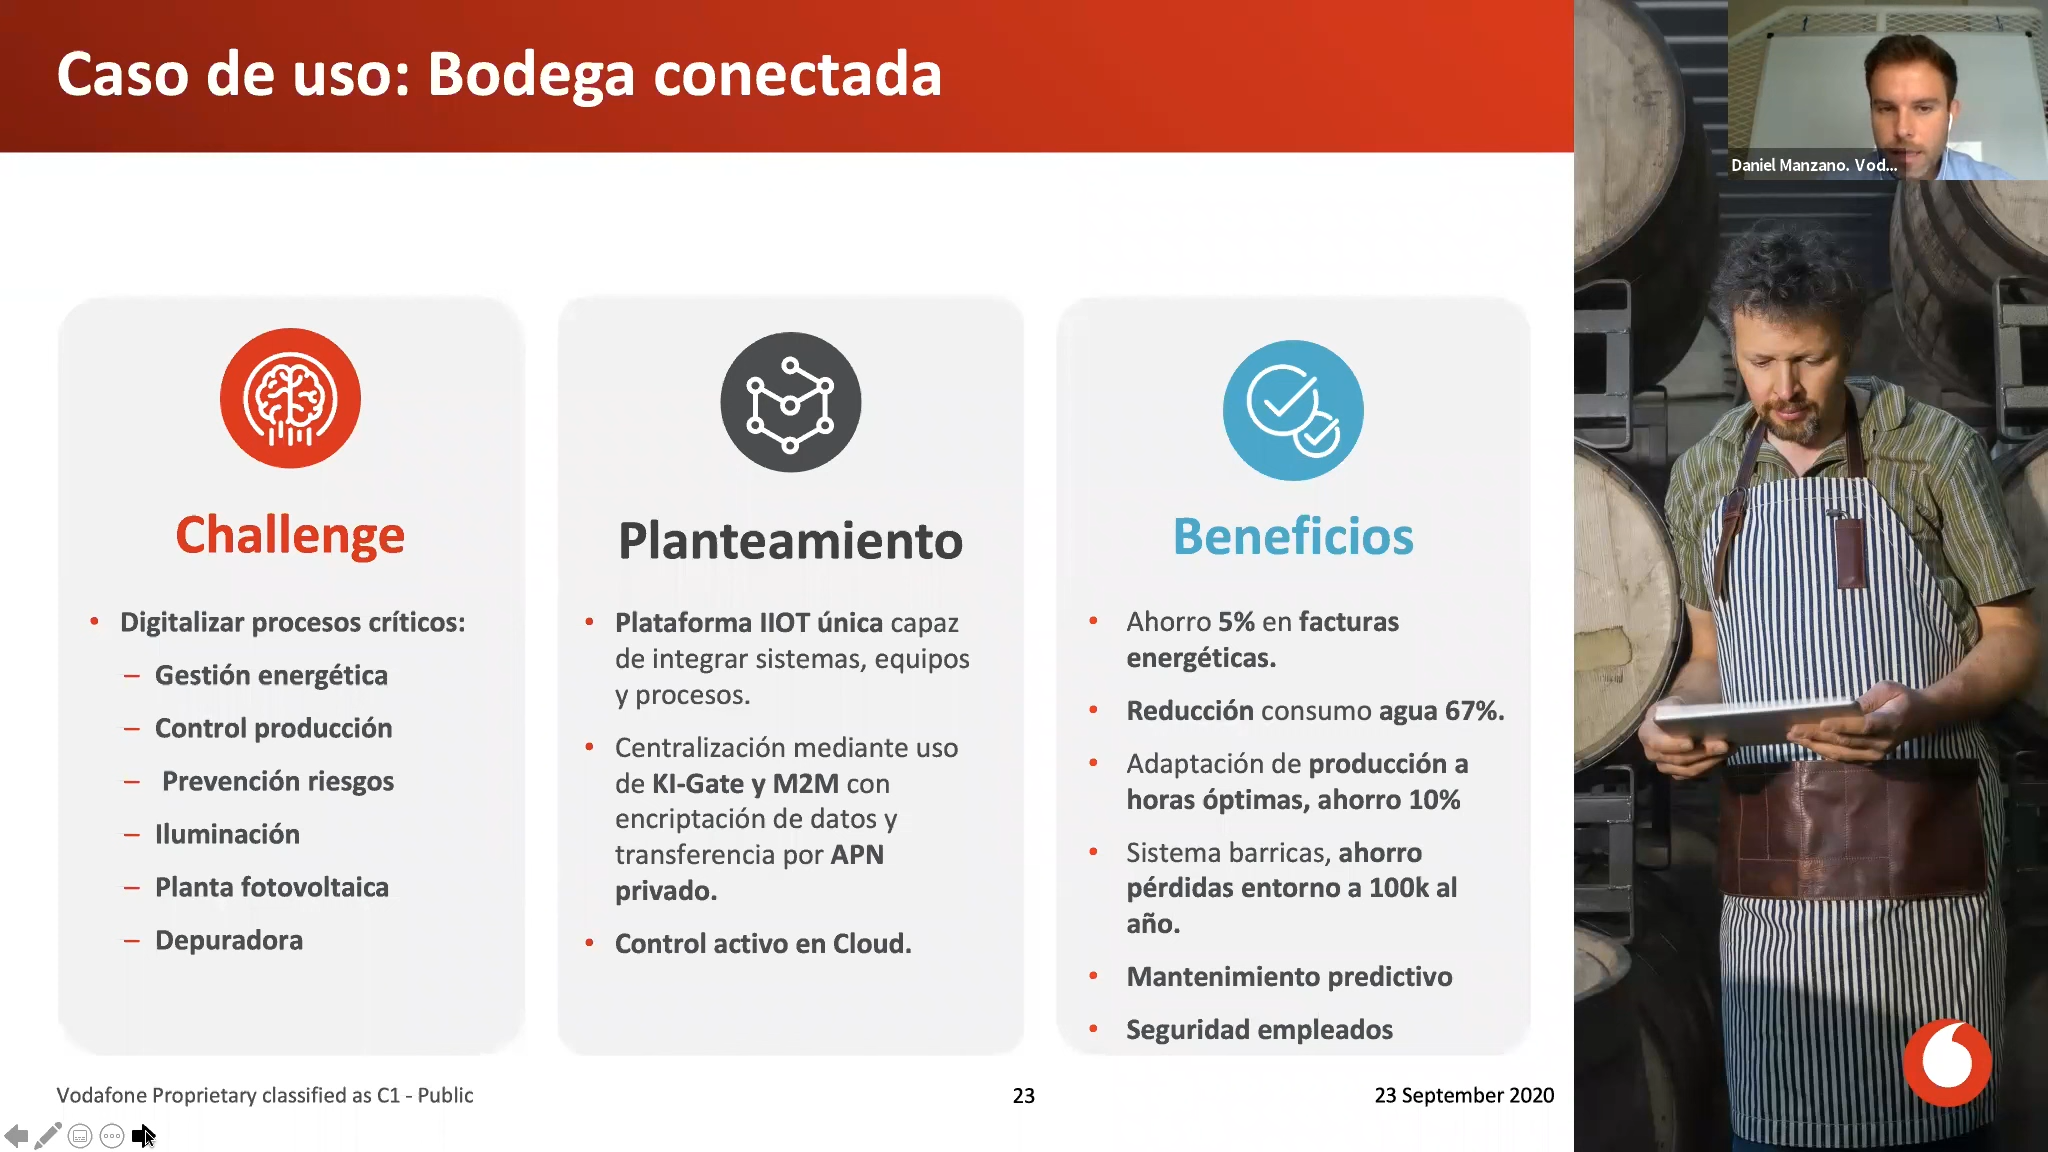 Caso de uso: Bodega conectada
Daniel Manzano. Vod...
Challenge
• Digitalizar procesos críticos:
– Gestión energética
– Control producción
– Prevención riesgos
– Iluminación
– Planta fotovoltaica
– Depuradora
Planteamiento
• Plataforma IIOT única capaz
de integrar sistemas, equipos
y procesos.
• Centralización mediante uso
de KI-Gate y M2M con
encriptación de datos y
transferencia por APN
privado.
• Control activo en Cloud.
Beneficios
• Ahorro 5% en facturas
energéticas.
• Reducción consumo agua 67%.
• Adaptación de producción a
horas óptimas, ahorro 10%
• Sistema barricas, ahorro
pérdidas entorno a 100k al
año.
• Mantenimiento predictivo
• Seguridad empleados
Vodafone Proprietary classified as C1 - Public
23
23 September 2020